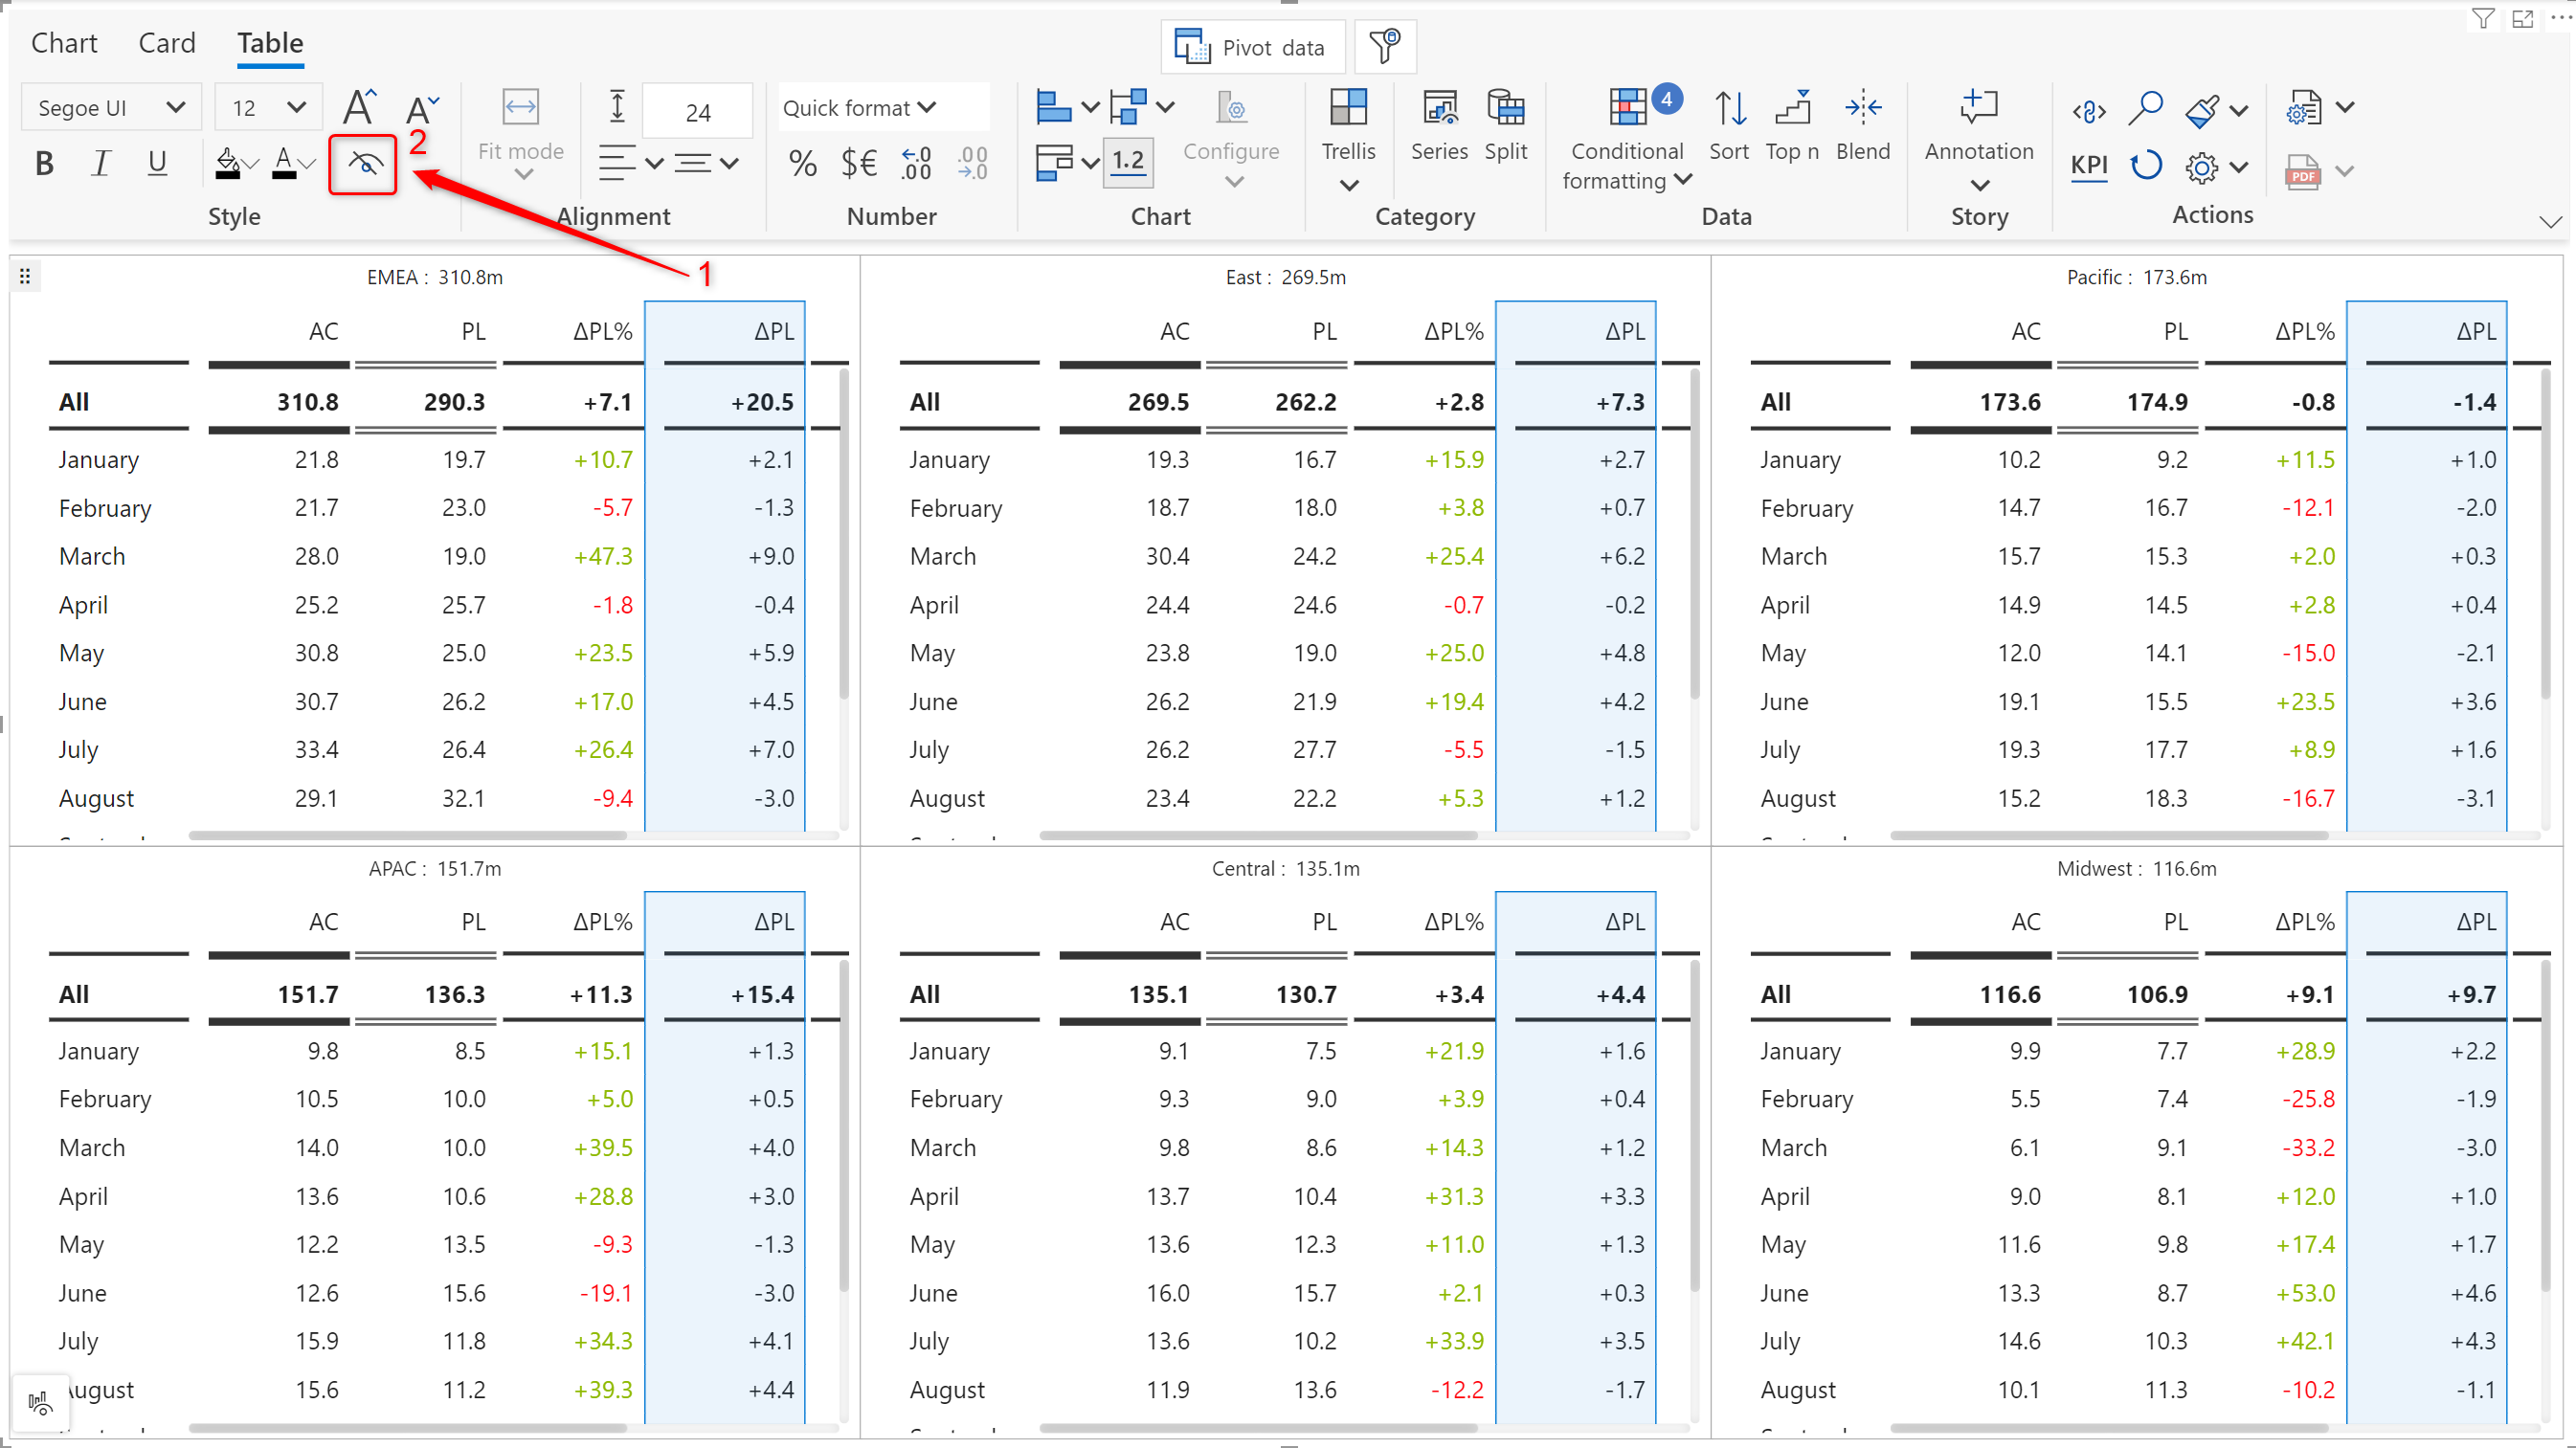 Chart Card Table
Pivot data
Segoe UI 12
24
Quick format
4
B I U A 2
Fit mode
% $€ .0 .00 .00 .0
1.2
Configure
Trellis
Series Split
Conditional formatting
Sort Top n Blend
Annotation
KPI
PDF
Style Alignment Number Chart Category Data Story Actions
1
EMEA : 310.8m
AC PL ΔPL% ΔPL
All 310.8 290.3 +7.1 +20.5
January 21.8 19.7 +10.7 +2.1
February 21.7 23.0 -5.7 -1.3
March 28.0 19.0 +47.3 +9.0
April 25.2 25.7 -1.8 -0.4
May 30.8 25.0 +23.5 +5.9
June 30.7 26.2 +17.0 +4.5
July 33.4 26.4 +26.4 +7.0
August 29.1 32.1 -9.4 -3.0
East : 269.5m
AC PL ΔPL% ΔPL
All 269.5 262.2 +2.8 +7.3
January 19.3 16.7 +15.9 +2.7
February 18.7 18.0 +3.8 +0.7
March 30.4 24.2 +25.4 +6.2
April 24.4 24.6 -0.7 -0.2
May 23.8 19.0 +25.0 +4.8
June 26.2 21.9 +19.4 +4.2
July 26.2 27.7 -5.5 -1.5
August 23.4 22.2 +5.3 +1.2
Pacific : 173.6m
AC PL ΔPL% ΔPL
All 173.6 174.9 -0.8 -1.4
January 10.2 9.2 +11.5 +1.0
February 14.7 16.7 -12.1 -2.0
March 15.7 15.3 +2.0 +0.3
April 14.9 14.5 +2.8 +0.4
May 12.0 14.1 -15.0 -2.1
June 19.1 15.5 +23.5 +3.6
July 19.3 17.7 +8.9 +1.6
August 15.2 18.3 -16.7 -3.1
APAC : 151.7m
AC PL ΔPL% ΔPL
All 151.7 136.3 +11.3 +15.4
January 9.8 8.5 +15.1 +1.3
February 10.5 10.0 +5.0 +0.5
March 14.0 10.0 +39.5 +4.0
April 13.6 10.6 +28.8 +3.0
May 12.2 13.5 -9.3 -1.3
June 12.6 15.6 -19.1 -3.0
July 15.9 11.8 +34.3 +4.1
August 15.6 11.2 +39.3 +4.4
Central : 135.1m
AC PL ΔPL% ΔPL
All 135.1 130.7 +3.4 +4.4
January 9.1 7.5 +21.9 +1.6
February 9.3 9.0 +3.9 +0.4
March 9.8 8.6 +14.3 +1.2
April 13.7 10.4 +31.3 +3.3
May 13.6 12.3 +11.0 +1.3
June 16.0 15.7 +2.1 +0.3
July 13.6 10.2 +33.9 +3.5
August 11.9 13.6 -12.2 -1.7
Midwest : 116.6m
AC PL ΔPL% ΔPL
All 116.6 106.9 +9.1 +9.7
January 9.9 7.7 +28.9 +2.2
February 5.5 7.4 -25.8 -1.9
March 6.1 9.1 -33.2 -3.0
April 9.0 8.1 +12.0 +1.0
May 11.6 9.8 +17.4 +1.7
June 13.3 8.7 +53.0 +4.6
July 14.6 10.3 +42.1 +4.3
August 10.1 11.3 -10.2 -1.1